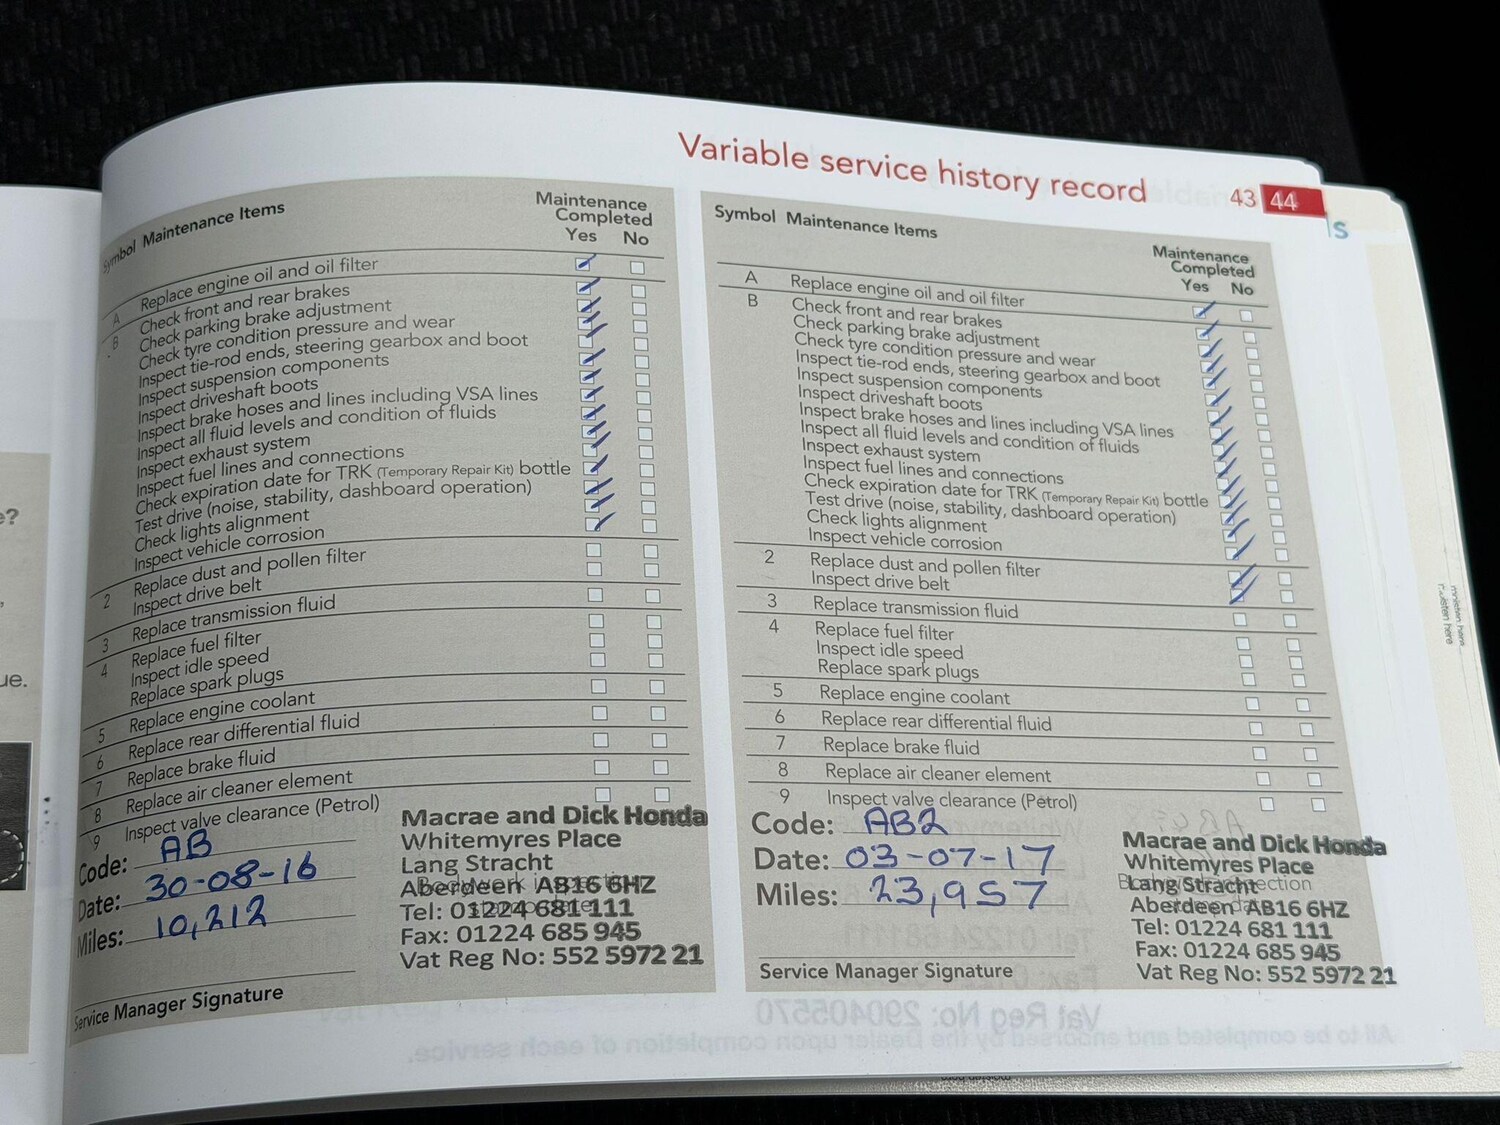 Variable service history record 43 44
s
Symbol Maintenance Items Maintenance Completed
Yes No
A Replace engine oil and oil filter
B Check front and rear brakes
Check parking brake adjustment
Check tyre condition pressure and wear
Inspect tie-rod ends, steering gearbox and boot
Inspect suspension components
Inspect driveshaft boots
Inspect brake hoses and lines including VSA lines
Inspect all fluid levels and condition of fluids
Inspect exhaust system
Inspect fuel lines and connections
Check expiration date for TRK (Temporary Repair Kit) bottle
Test drive (noise, stability, dashboard operation)
Check lights alignment
Inspect vehicle corrosion
2 Replace dust and pollen filter
Inspect drive belt
3 Replace transmission fluid
4 Replace fuel filter
Inspect idle speed
Replace spark plugs
5 Replace engine coolant
6 Replace rear differential fluid
7 Replace brake fluid
8 Replace air cleaner element
9 Inspect valve clearance (Petrol)
Code: AB
Date: 30-08-16
Miles: 10,212
Service Manager Signature
Macrae and Dick Honda
Whitemyres Place
Lang Stracht
Aberdeen AB16 6HZ
Tel: 01224 681 111
Fax: 01224 685 945
Vat Reg No: 552 5972 21
Symbol Maintenance Items
Maintenance
Completed
Yes No
A Replace engine oil and oil filter
B Check front and rear brakes
Check parking brake adjustment
Check tyre condition pressure and wear
Inspect tie-rod ends, steering gearbox and boot
Inspect suspension components
Inspect driveshaft boots
Inspect brake hoses and lines including VSA lines
Inspect all fluid levels and condition of fluids
Inspect exhaust system
Inspect fuel lines and connections
Check expiration date for TRK (Temporary Repair Kit) bottle
Test drive (noise, stability, dashboard operation)
Check lights alignment
Inspect vehicle corrosion
2 Replace dust and pollen filter
Inspect drive belt
3 Replace transmission fluid
4 Replace fuel filter
Inspect idle speed
Replace spark plugs
5 Replace engine coolant
6 Replace rear differential fluid
7 Replace brake fluid
8 Replace air cleaner element
9 Inspect valve clearance (Petrol)
Code: AB2
Date: 03-07-17
Miles: 23,957
Service Manager Signature
Macrae and Dick Honda
Whitemyres Place
Lang Stracht
Aberdeen AB16 6HZ
Tel: 01224 681 111
Fax: 01224 685 945
Vat Reg No: 552 5972 21